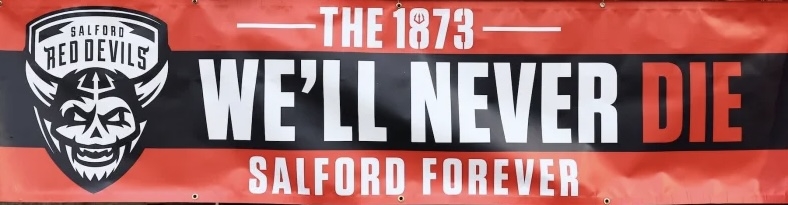 SALFORD
RED DEVILS
THE 1873
WE'LL NEVER DIE
SALFORD FOREVER